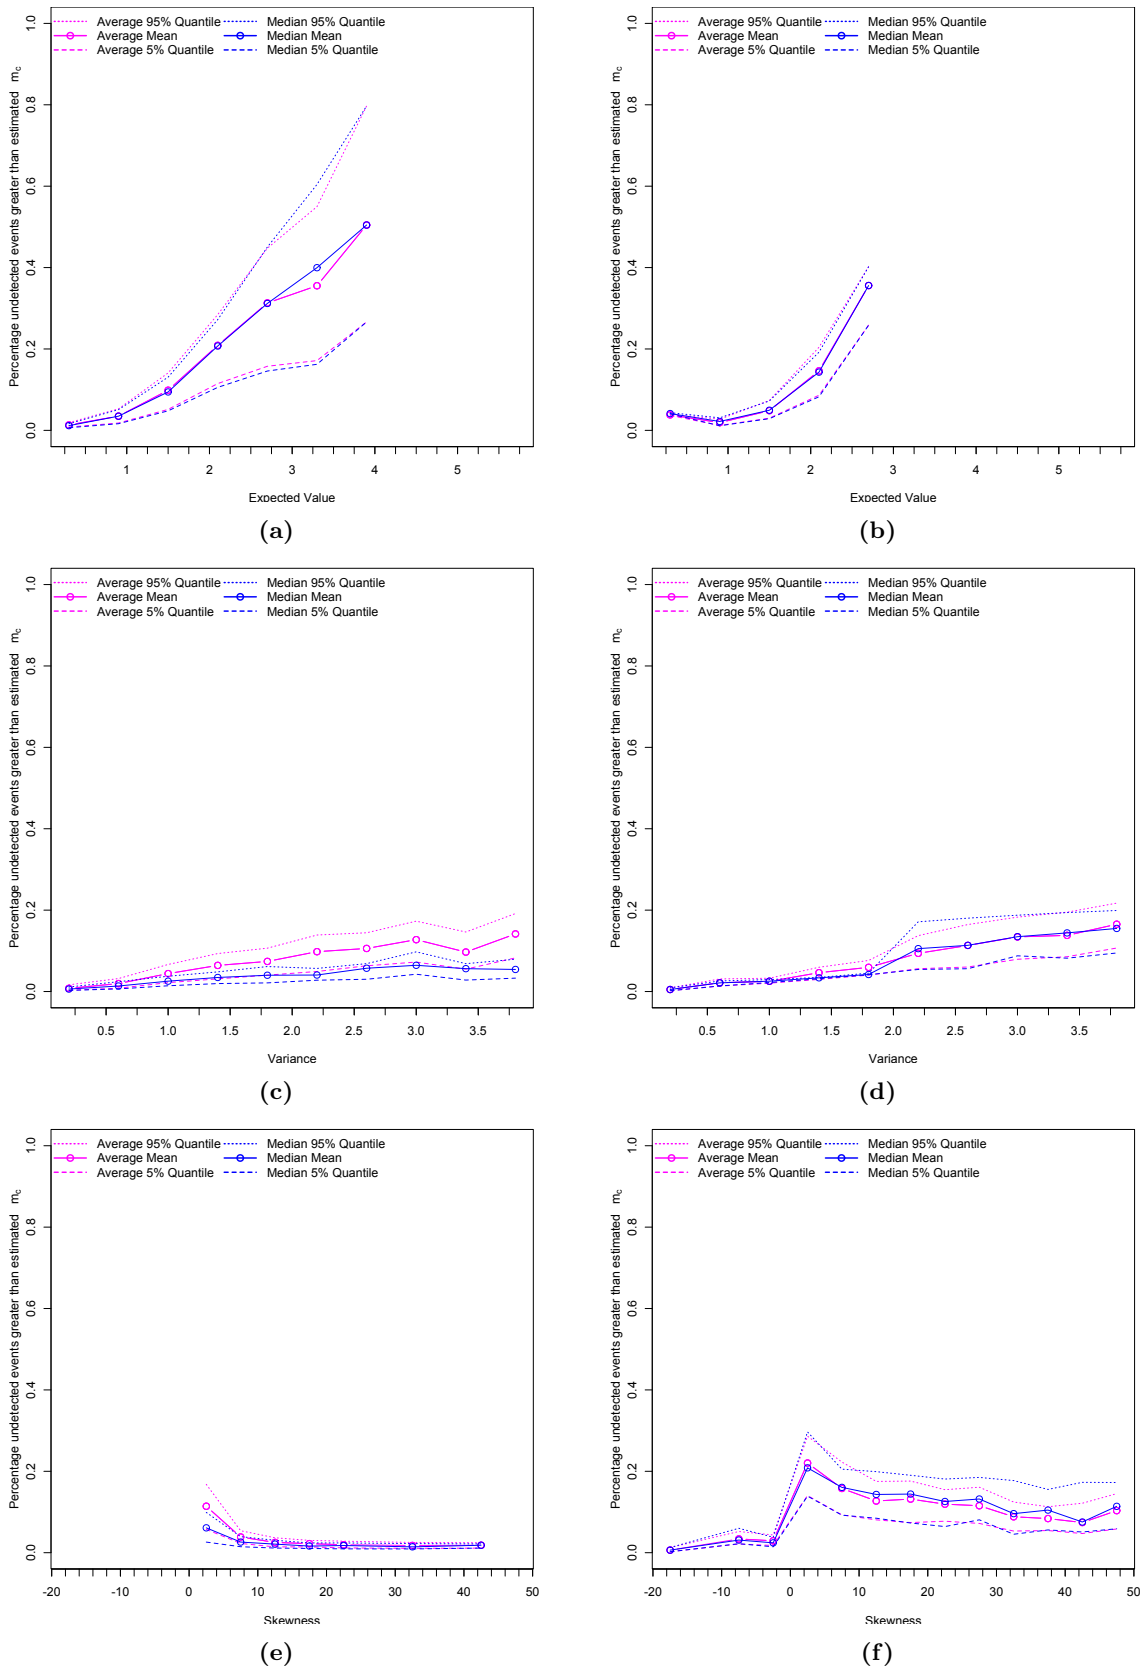 Average 95% Quantile Median 95% Quantile
Average Mean Median Mean
Average 5% Quantile Median 5% Quantile
Percentage undetected events greater than estimated mc
0.0 0.2 0.4 0.6 0.8 1.0
1 2 3 4 5
Expected Value
(a)
Average 95% Quantile Median 95% Quantile
Average Mean Median Mean
Average 5% Quantile Median 5% Quantile
Percentage undetected events greater than estimated mc
0.0 0.2 0.4 0.6 0.8 1.0
1 2 3 4 5
Expected Value
(b)
Average 95% Quantile Median 95% Quantile
Average Mean Median Mean
Average 5% Quantile Median 5% Quantile
Percentage undetected events greater than estimated mc
0.0 0.2 0.4 0.6 0.8 1.0
0.5 1.0 1.5 2.0 2.5 3.0 3.5
Variance
(c)
Average 95% Quantile Median 95% Quantile
Average Mean Median Mean
Average 5% Quantile Median 5% Quantile
Percentage undetected events greater than estimated mc
0.0 0.2 0.4 0.6 0.8 1.0
0.5 1.0 1.5 2.0 2.5 3.0 3.5
Variance
(d)
Average 95% Quantile Median 95% Quantile
Average Mean Median Mean
Average 5% Quantile Median 5% Quantile
Percentage undetected events greater than estimated mc
0.0 0.2 0.4 0.6 0.8 1.0
-20 -10 0 10 20 30 40 50
Skewness
(e)
Average 95% Quantile Median 95% Quantile
Average Mean Median Mean
Average 5% Quantile Median 5% Quantile
Percentage undetected events greater than estimated mc
0.0 0.2 0.4 0.6 0.8 1.0
-20 -10 0 10 20 30 40 50
Skewness
(f)